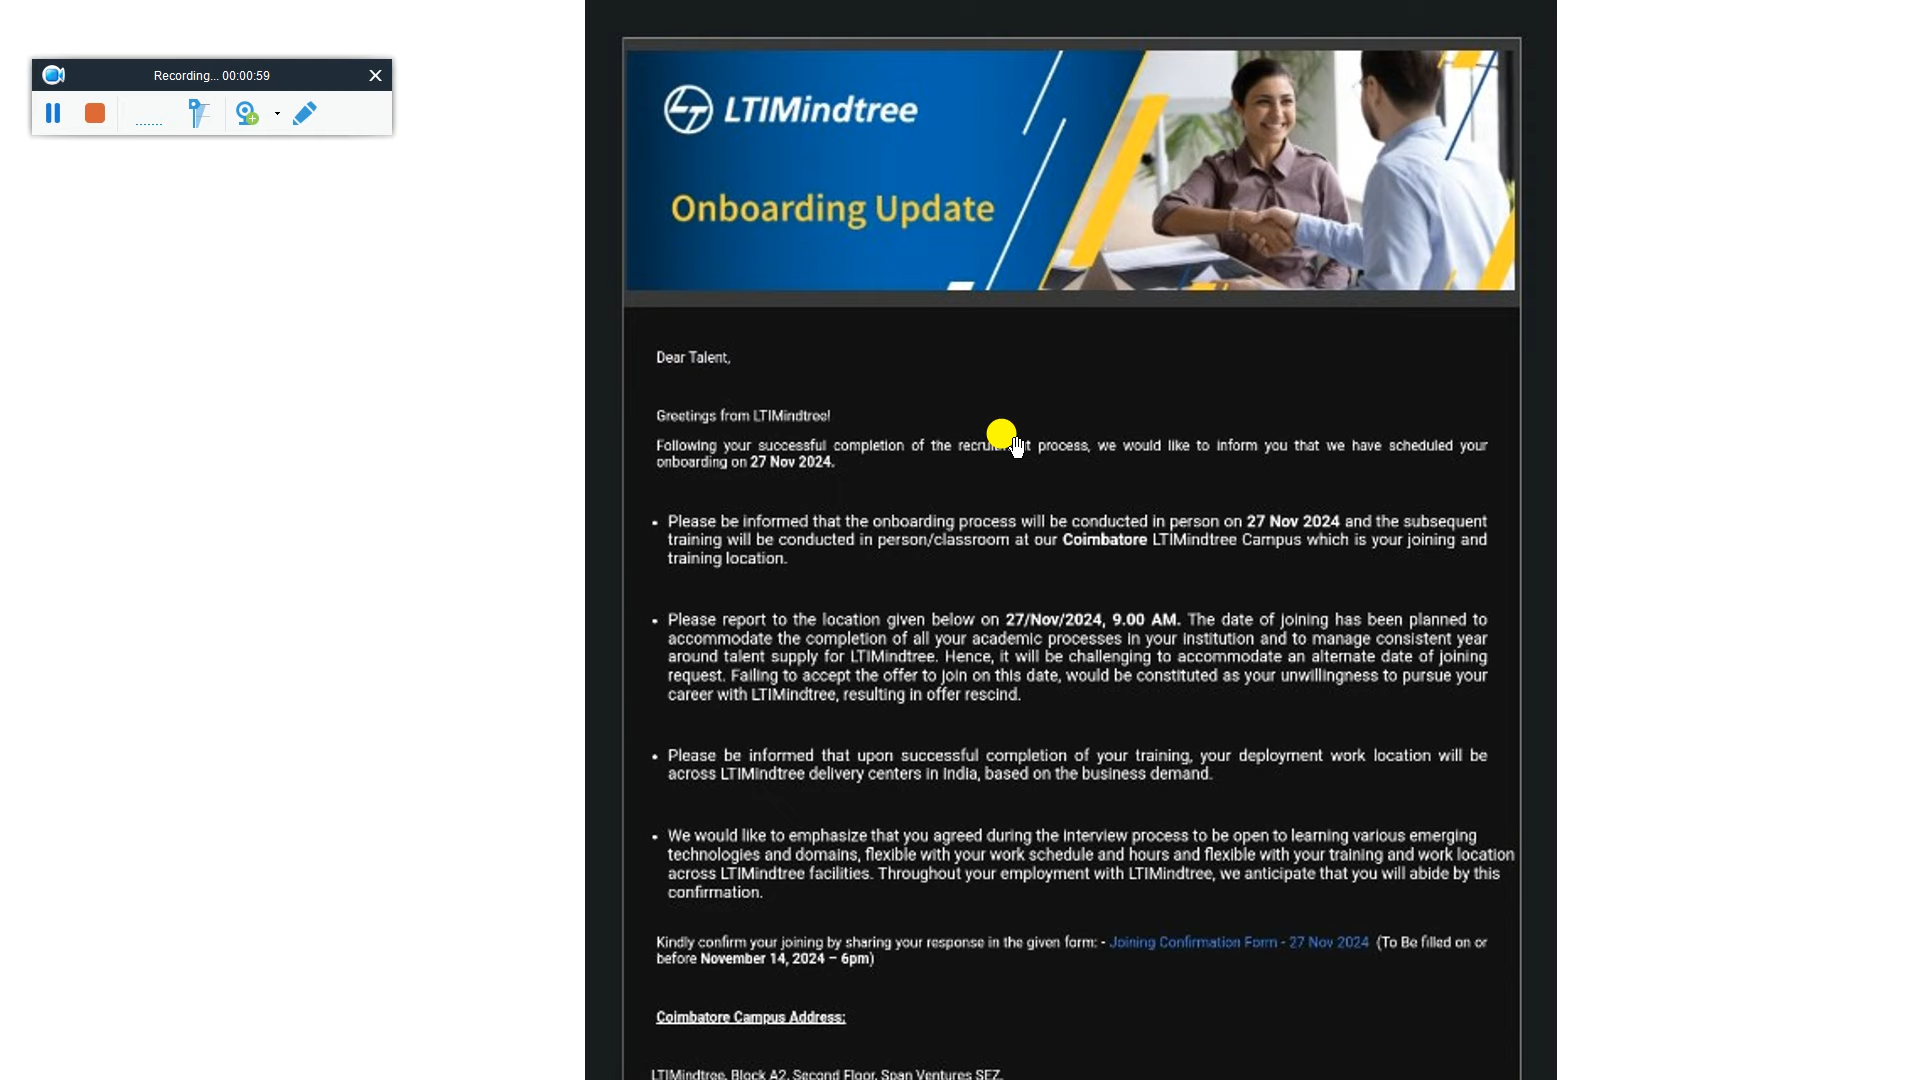 Recording... 00:00:59
LTIMindtree
Onboarding Update
Dear Talent,
Greetings from LTIMindtree!
Following your successful completion of the process, we would like to inform you that we have scheduled your
onboarding on 27 Nov 2024.
• Please be informed that the onboarding process will be conducted in person on 27 Nov 2024 and the subsequent
training will be conducted in person/classroom at our Coimbatore LTIMindtree Campus which is your joining and
training location.
• Please report to the location given below on 27/Nov/2024, 9.00 AM. The date of joining has been planned to
accommodate the completion of all your academic processes in your institution and to manage consistent year
around talent supply for LTIMindtree. Hence, it will be challenging to accommodate an alternate date of joining
request. Failing to accept the offer to join on this date, would be constituted as your unwillingness to pursue your
career with LTIMindtree, resulting in offer rescind.
• Please be informed that upon successful completion of your training, your deployment work location will be
across LTIMindtree delivery centers in India, based on the business demand.
• We would like to emphasize that you agreed during the interview process to be open to learning various emerging
technologies and domains, flexible with your work schedule and hours and flexible with your training and work location
across LTIMindtree facilities. Throughout your employment with LTIMindtree, we anticipate that you will abide by this
confirmation.
Kindly confirm your joining by sharing your response in the given form: - Joining Confirmation Form - 27 Nov 2024 (To Be filled on or
before November 14, 2024 – 6pm)
Coimbatore Campus Address:
LTIMindtree, Block A2, Second Floor, Span Ventures SEZ,